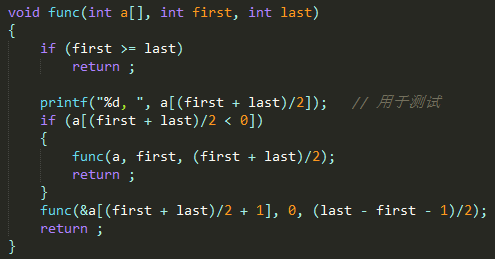 void func(int a[], int first, int last)
{
    if (first >= last)
        return ;

    printf("%d, ", a[(first + last)/2]);   // 用于测试
    if (a[(first + last)/2 < 0])
    {
        func(a, first, (first + last)/2);
        return ;
    }
    func(&a[(first + last)/2 + 1], 0, (last - first - 1)/2);
    return ;
}